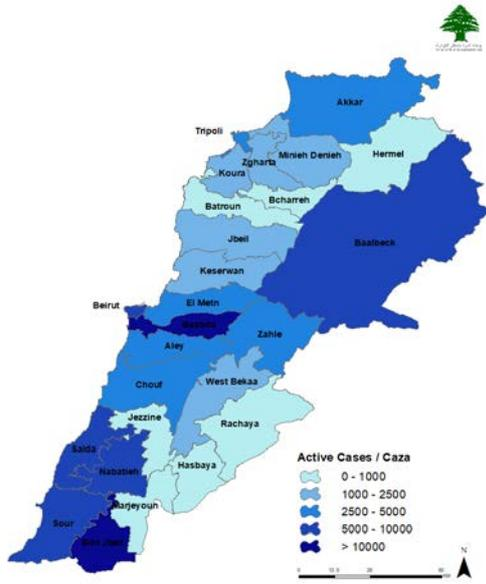 Akkar
Tripoli
Hermel
Zgharta
Minieh Denieh
Koura
Batroun
Bcharreh
Jbeil
Baalbeck
Keserwan
Beirut
El Metn
Aley
Zahle
Chouf
West Bekaa
Jezzine
Rachaya
Saida
Nabatieh
Hasbaya
Marjeyoun
Sour
Active Cases / Caza
0 - 1000
1000 - 2500
2500 - 5000
5000 - 10000
> 10000
N